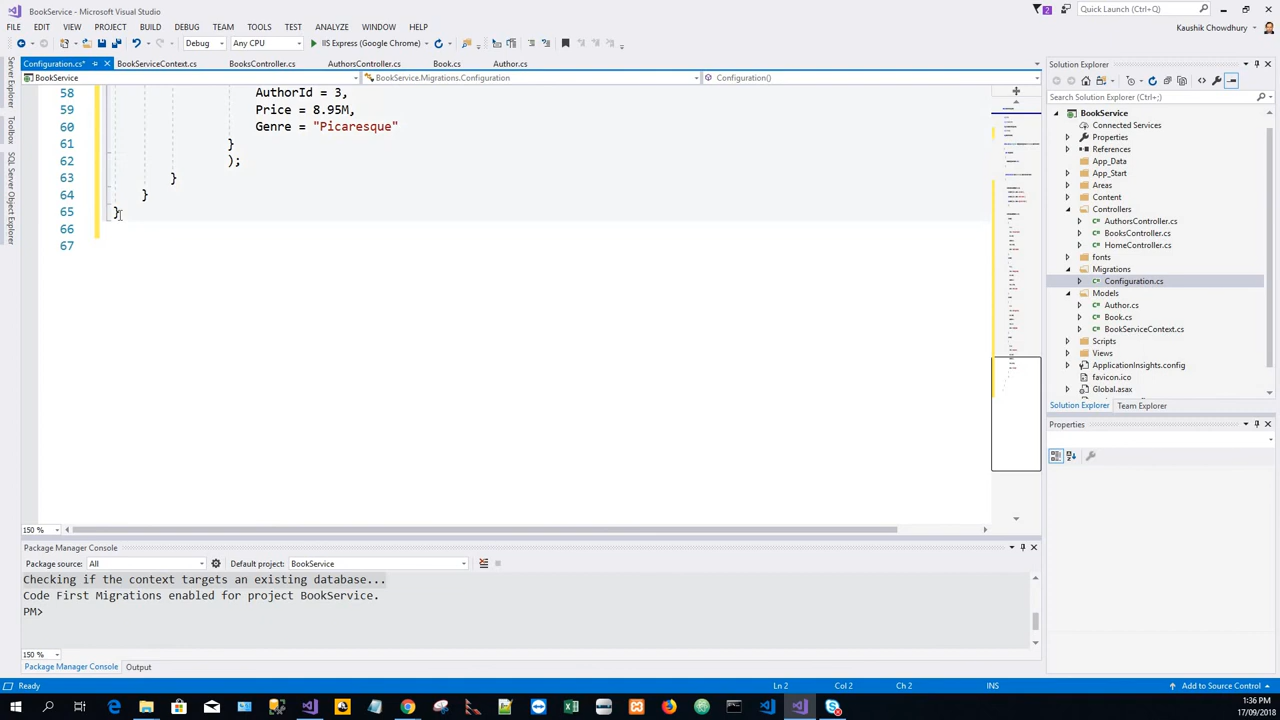 BookService - Microsoft Visual Studio
2
Quick Launch (Ctrl+Q)
FILE EDIT VIEW PROJECT BUILD DEBUG TEAM TOOLS TEST ANALYZE WINDOW HELP
Kaushik Chowdhury
Debug Any CPU IIS Express (Google Chrome)
Configuration.cs* BookServiceContext.cs BooksController.cs AuthorsController.cs Book.cs Author.cs
BookService BookService.Migrations.Configuration Configuration()
Server Explorer
Toolbox
SQL Server Object Explorer
58 AuthorId = 3,
59 Price = 8.95M,
60 Genre = "Picaresque"
61 }
62 );
63 }
64 }
65 }
66
67
150 %
Solution Explorer
Search Solution Explorer (Ctrl+;)
BookService
Connected Services
Properties
References
App_Data
App_Start
Areas
Content
Controllers
C# AuthorsController.cs
C# BooksController.cs
C# HomeController.cs
fonts
Migrations
C# Configuration.cs
Models
C# Author.cs
C# Book.cs
C# BookServiceContext.cs
Scripts
Views
ApplicationInsights.config
favicon.ico
Global.asax
Solution Explorer Team Explorer
Properties
Package Manager Console
Package source: All Default project: BookService
Checking if the context targets an existing database...
Code First Migrations enabled for project BookService.
PM>
150 %
Package Manager Console Output
Ready Ln 2 Col 2 Ch 2 INS Add to Source Control
1:36 PM
17/09/2018